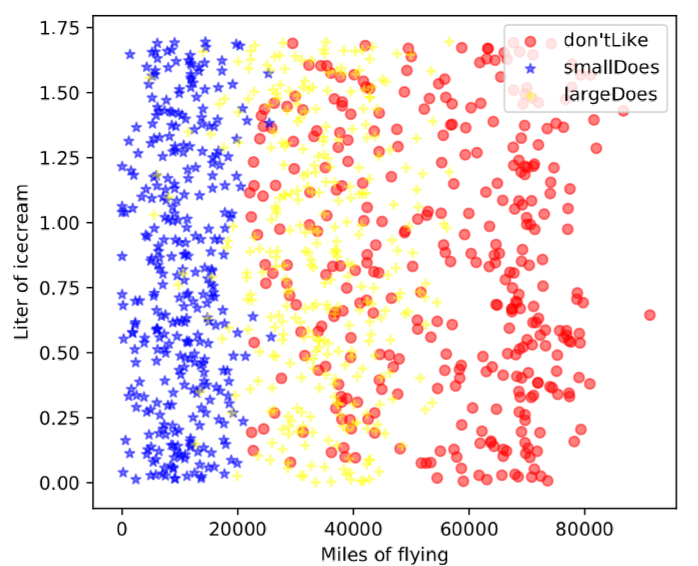 1.75
1.50
1.25
1.00
0.75
0.50
0.25
0.00
Liter of icecream
don'tLike
smallDoes
largeDoes
0 20000 40000 60000 80000
Miles of flying